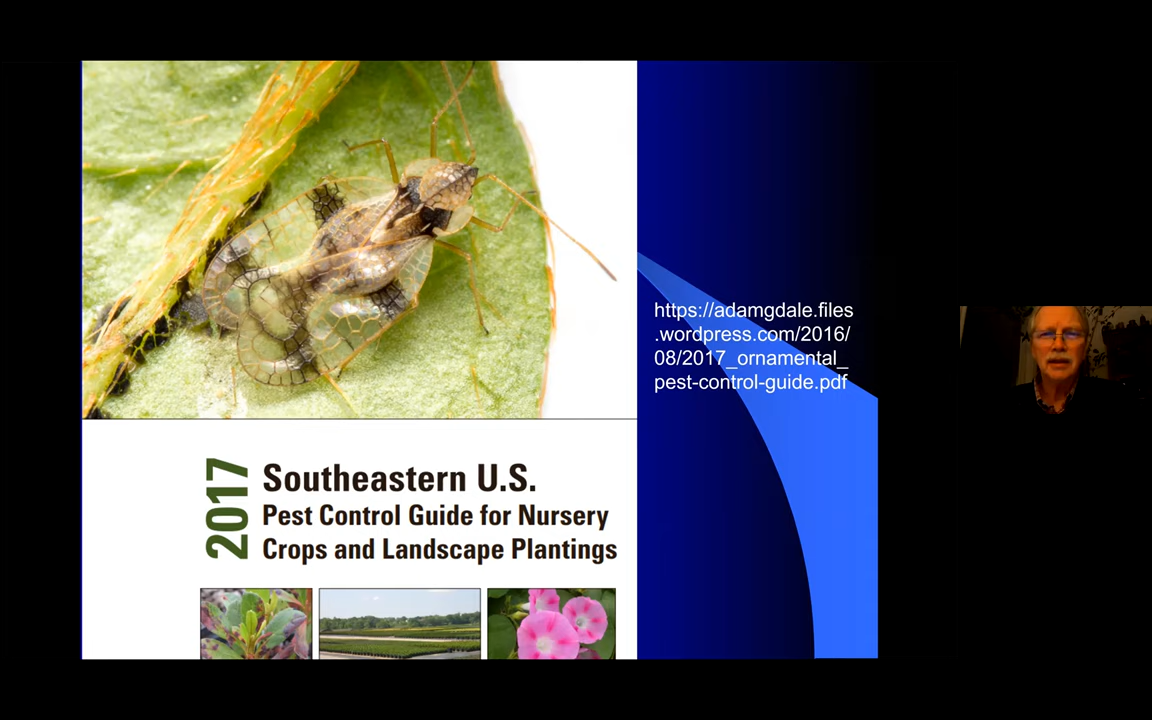 https://adamgdale.files
.wordpress.com/2016/
08/2017_ornamental_
pest-control-guide.pdf
2017
Southeastern U.S.
Pest Control Guide for Nursery
Crops and Landscape Plantings